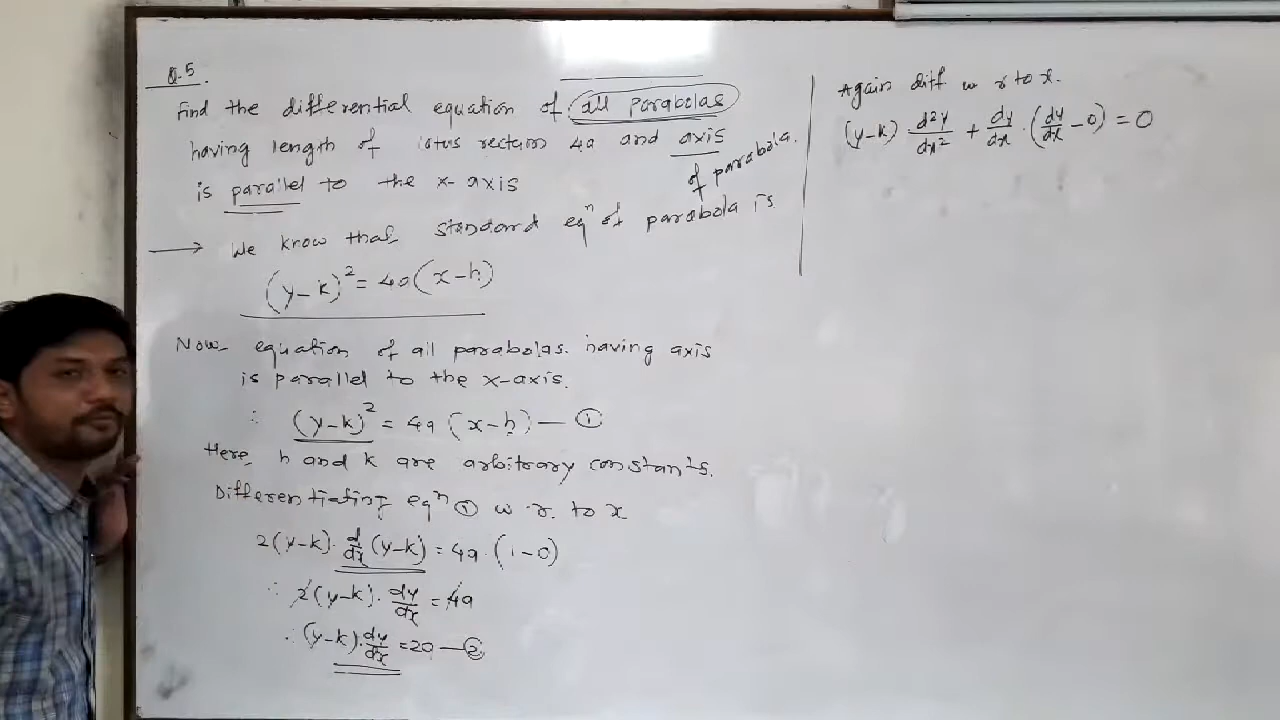 Q.5.
Find the differential equation of all parabolas
having length of latus rectum 4a and axis
of parabola.
is parallel to the x-axis
→ We know that standard eqⁿ of parabola is
(y-k)² = 4a(x-h)
Now equation of all parabolas. having axis
is parallel to the x-axis.
∴ (y-k)² = 4a (x-h) — ①
Here, h and k are arbitrary constants.
Differentiating eqⁿ ① w.r. to x
2(y-k). d/dx (y-k) = 4a. (1-0)
∴ 2(y-k). dy/dx = 4a
∴ (y-k). dy/dx = 2a — ②
Again diff w r to x.
(y-k) d²y/dx² + dy/dx . (dy/dx - 0) = 0